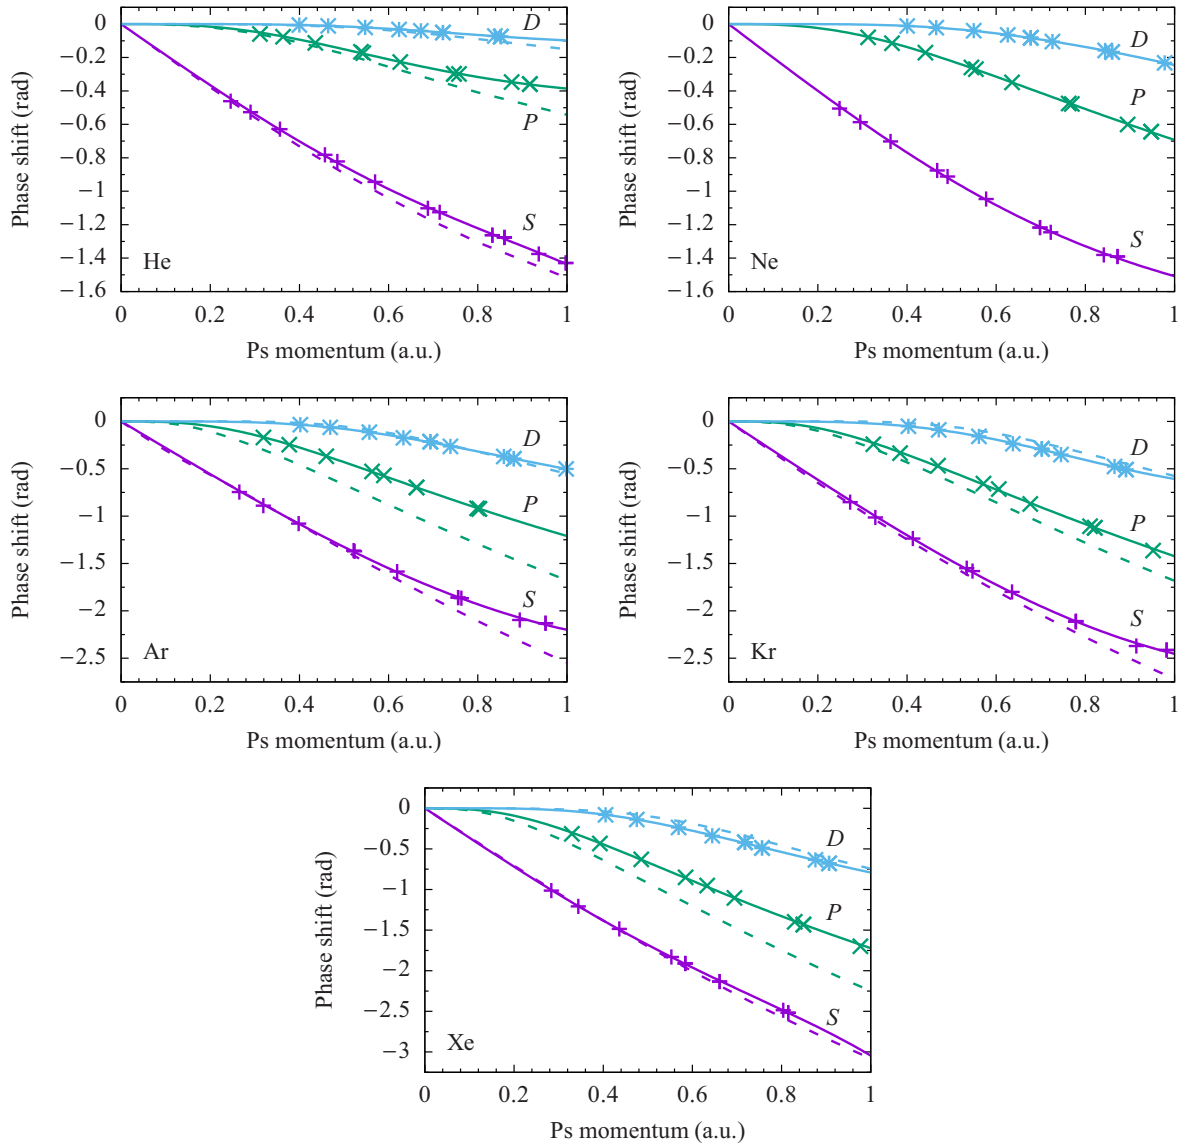 0
−0.2
−0.4
−0.6
−0.8
−1
−1.2
−1.4
−1.6
Phase shift (rad)
D
P
S
He
0 0.2 0.4 0.6 0.8 1
Ps momentum (a.u.)
0
−0.2
−0.4
−0.6
−0.8
−1
−1.2
−1.4
−1.6
Phase shift (rad)
D
P
S
Ne
0 0.2 0.4 0.6 0.8 1
Ps momentum (a.u.)
0
−0.5
−1
−1.5
−2
−2.5
Phase shift (rad)
D
P
S
Ar
0 0.2 0.4 0.6 0.8 1
Ps momentum (a.u.)
0
−0.5
−1
−1.5
−2
−2.5
Phase shift (rad)
D
P
S
Kr
0 0.2 0.4 0.6 0.8 1
Ps momentum (a.u.)
0
−0.5
−1
−1.5
−2
−2.5
−3
Phase shift (rad)
D
P
S
Xe
0 0.2 0.4 0.6 0.8 1
Ps momentum (a.u.)